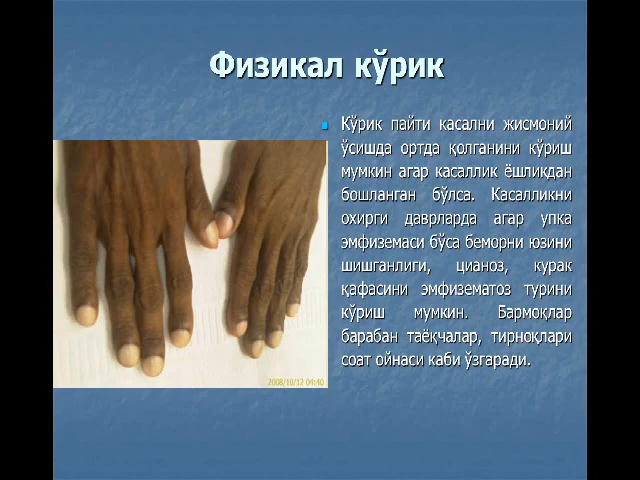 Физикал кўрик
Кўрик пайти касални жисмоний
ўсишда ортда қолганини кўриш
мумкин агар касаллик ёшликдан
бошланган бўлса. Касалликни
охирги даврларда агар упка
эмфиземаси бўса беморни юзини
шишганлиги, цианоз, курак
қафасини эмфизематоз турини
кўриш мумкин. Бармоқлар
барабан таёқчалар, тирноқлари
соат ойнаси каби ўзгаради.
2008/10/12 04:40